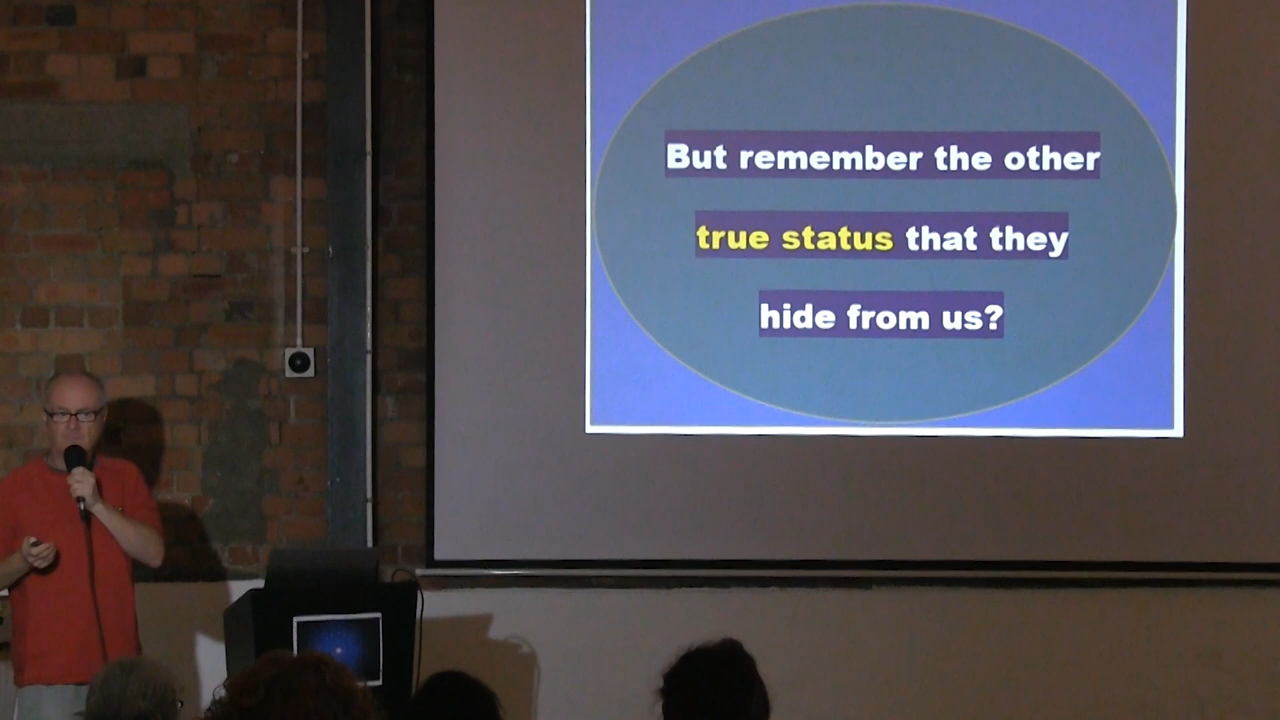 But remember the other
true status that they
hide from us?